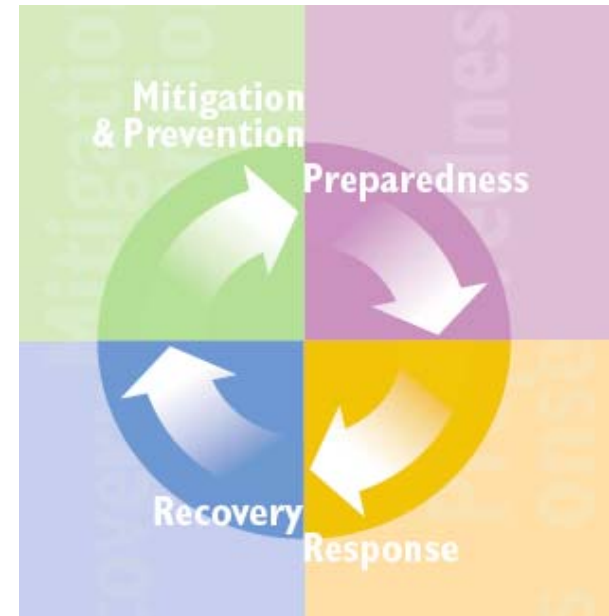 Mitigation
& Prevention
Preparedness
Response
Recovery